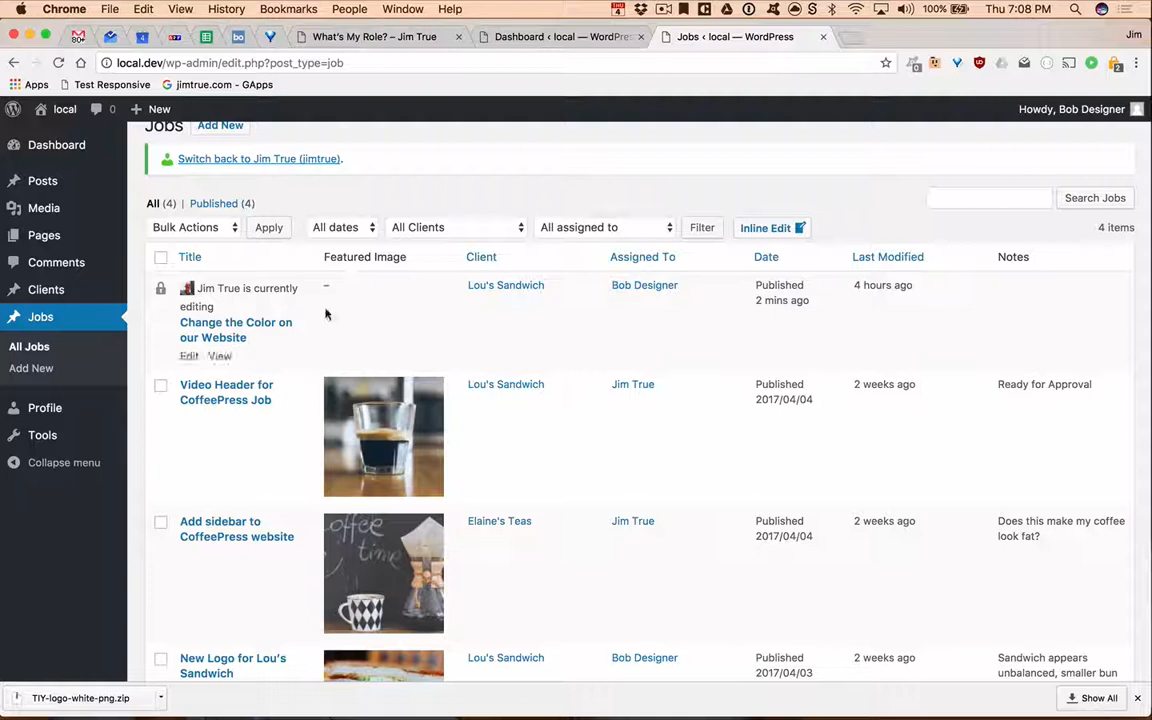 Chrome File Edit View History Bookmarks People Window Help
THU 4 100% Thu 7:08 PM
What's My Role? – Jim True × Dashboard ‹ local — WordPres × Jobs ‹ local — WordPress × Jim
local.dev/wp-admin/edit.php?post_type=job
Apps Test Responsive jimtrue.com - GApps
local 0 New Howdy, Bob Designer
Dashboard
Posts
Media
Pages
Comments
Clients
Jobs
All Jobs
Add New
Profile
Tools
Collapse menu
Jobs Add New
Switch back to Jim True (jimtrue).
All (4) | Published (4)
Search Jobs
Bulk Actions Apply All dates All Clients All assigned to Filter Inline Edit 4 items
Title Featured Image Client Assigned To Date Last Modified Notes
Jim True is currently editing
Change the Color on our Website
Edit View
– Lou's Sandwich Bob Designer Published 2 mins ago 4 hours ago
Video Header for CoffeePress Job
Lou's Sandwich Jim True Published 2017/04/04 2 weeks ago Ready for Approval
Add sidebar to CoffeePress website
coffee time
Elaine's Teas Jim True Published 2017/04/04 2 weeks ago Does this make my coffee look fat?
New Logo for Lou's Sandwich
Lou's Sandwich Bob Designer Published 2017/04/03 2 weeks ago Sandwich appears unbalanced, smaller bun
TIY-logo-white-png.zip Show All ×